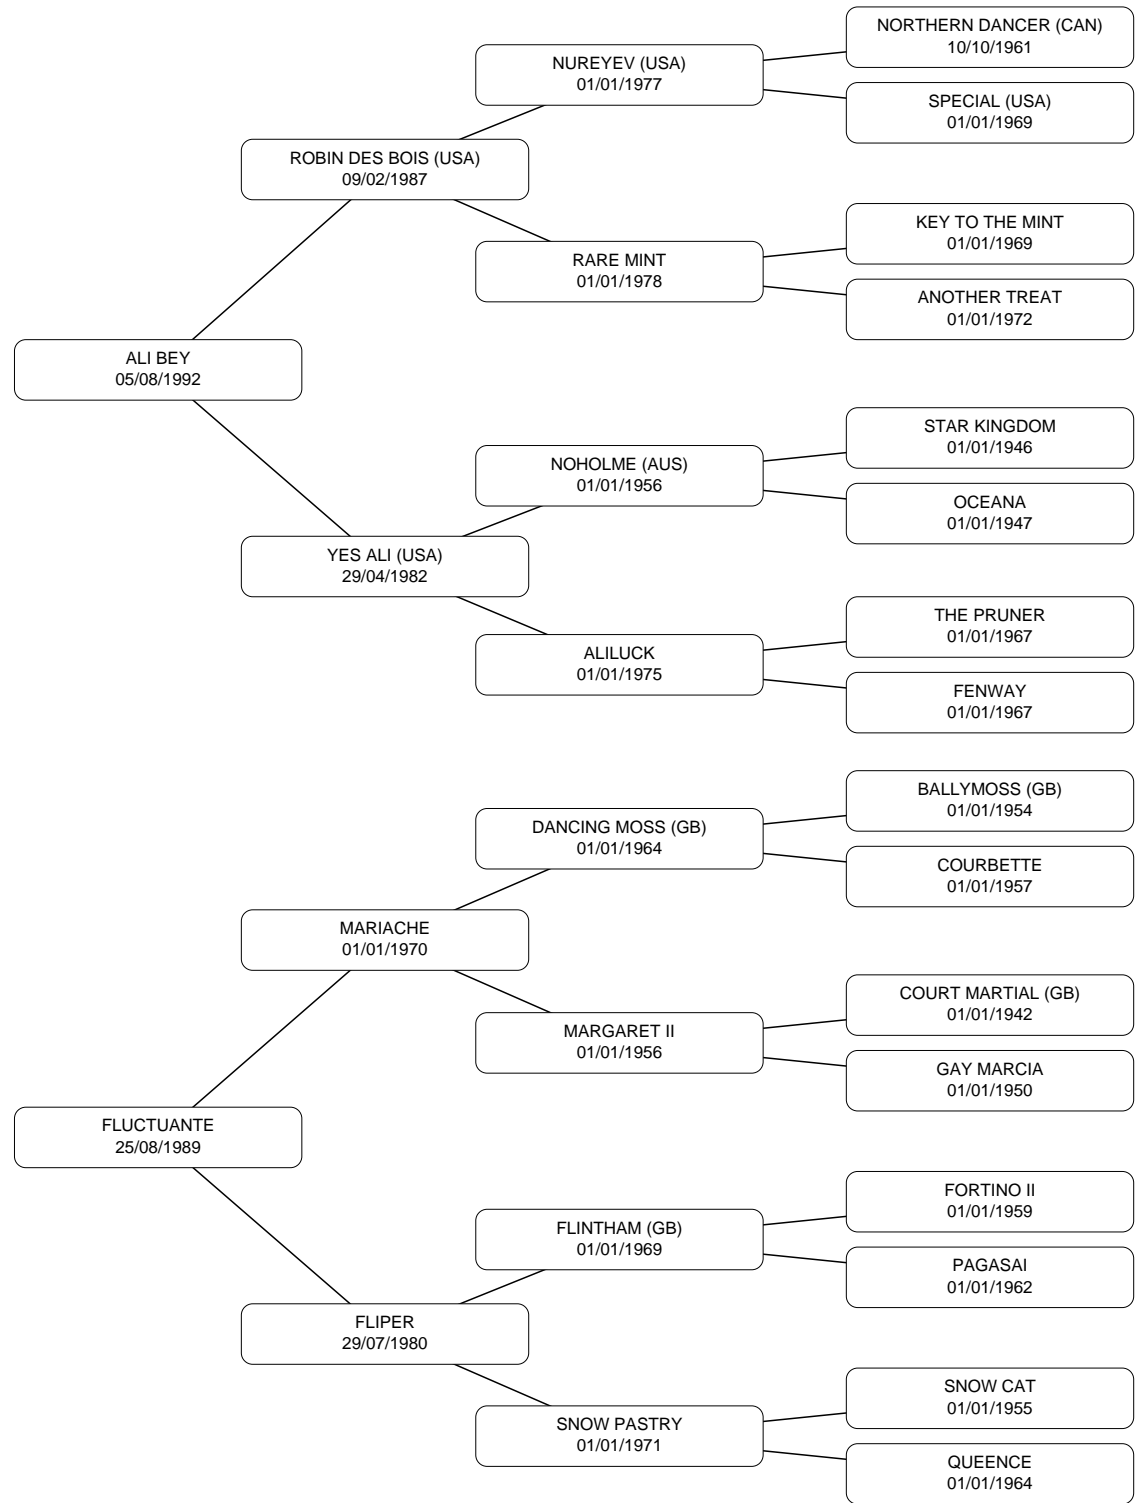 NORTHERN DANCER (CAN)
10/10/1961
NUREYEV (USA)
01/01/1977
SPECIAL (USA)
01/01/1969
ROBIN DES BOIS (USA)
09/02/1987
KEY TO THE MINT
01/01/1969
RARE MINT
01/01/1978
ANOTHER TREAT
01/01/1972
ALI BEY
05/08/1992
STAR KINGDOM
01/01/1946
NOHOLME (AUS)
01/01/1956
OCEANA
01/01/1947
YES ALI (USA)
29/04/1982
THE PRUNER
01/01/1967
ALILUCK
01/01/1975
FENWAY
01/01/1967
BALLYMOSS (GB)
01/01/1954
DANCING MOSS (GB)
01/01/1964
COURBETTE
01/01/1957
MARIACHE
01/01/1970
COURT MARTIAL (GB)
01/01/1942
MARGARET II
01/01/1956
GAY MARCIA
01/01/1950
FLUCTUANTE
25/08/1989
FORTINO II
01/01/1959
FLINTHAM (GB)
01/01/1969
PAGASAI
01/01/1962
FLIPER
29/07/1980
SNOW CAT
01/01/1955
SNOW PASTRY
01/01/1971
QUEENCE
01/01/1964